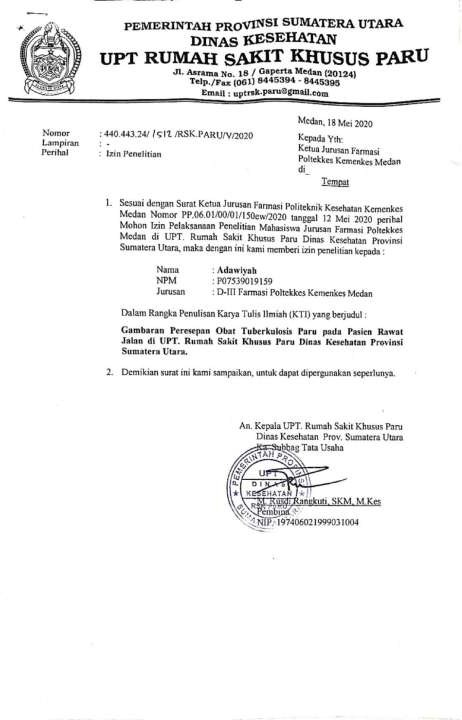 PEMERINTAH PROVINSI SUMATERA UTARA
DINAS KESEHATAN
UPT RUMAH SAKIT KHUSUS PARU
Jl. Asrama No. 18 / Gaperta Medan (20124)
Telp./Fax (061) 8445394 - 8445395
Email : uptrsk.paru@gmail.com
Medan, 18 Mei 2020
Nomor : 440.443.24/ /RSK.PARU/V/2020
Lampiran : -
Perihal : Izin Penelitian
Kepada Yth:
Ketua Jurusan Farmasi
Poltekkes Kemenkes Medan
di
Tempat
1. Sesuai dengan Surat Ketua Jurusan Farmasi Politeknik Kesehatan Kemenkes
Medan Nomor PP.06.01/00/01/150ew/2020 tanggal 12 Mei 2020 perihal
Mohon Izin Pelaksanaan Penelitian Mahasiswa Jurusan Farmasi Poltekkes
Medan di UPT. Rumah Sakit Khusus Paru Dinas Kesehatan Provinsi
Sumatera Utara, maka dengan ini kami memberi izin penelitian kepada :
Nama : Adawiyah
NPM : P07539019159
Jurusan : D-III Farmasi Poltekkes Kemenkes Medan
Dalam Rangka Penulisan Karya Tulis Ilmiah (KTI) yang berjudul :
Gambaran Peresepan Obat Tuberkulosis Paru pada Pasien Rawat
Jalan di UPT. Rumah Sakit Khusus Paru Dinas Kesehatan Provinsi
Sumatera Utara.
2. Demikian surat ini kami sampaikan, untuk dapat dipergunakan seperlunya.
An. Kepala UPT. Rumah Sakit Khusus Paru
Dinas Kesehatan Prov. Sumatera Utara
Ka. Subbag Tata Usaha
UPT
DINAS
KESEHATAN
M. Rusdi Rangkuti, SKM, M.Kes
Pembina
NIP. 197406021999031004